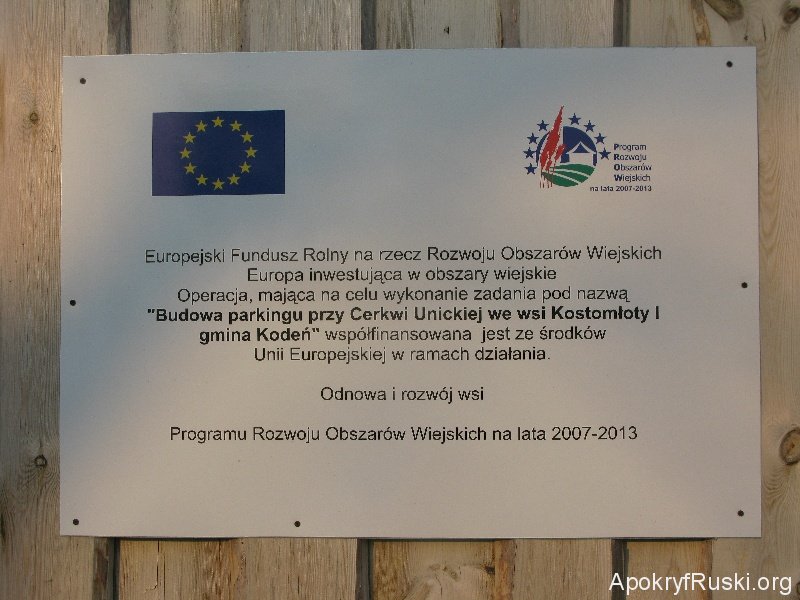 Program
Rozwoju
Obszarów
Wiejskich
na lata 2007-2013
Europejski Fundusz Rolny na rzecz Rozwoju Obszarów Wiejskich
Europa inwestująca w obszary wiejskie
Operacja, mająca na celu wykonanie zadania pod nazwą
"Budowa parkingu przy Cerkwi Unickiej we wsi Kostomłoty I
gmina Kodeń" współfinansowana jest ze środków
Unii Europejskiej w ramach działania.
Odnowa i rozwój wsi
Programu Rozwoju Obszarów Wiejskich na lata 2007-2013
ApokryfRuski.org